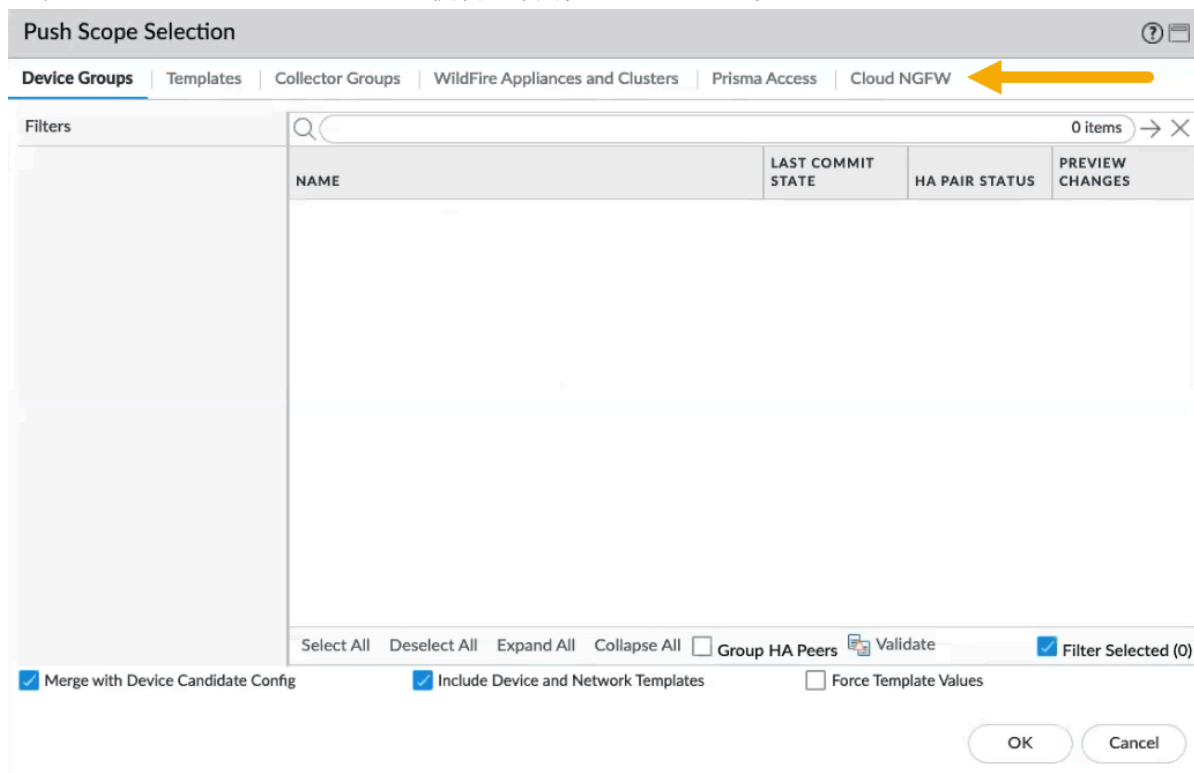 Push Scope Selection
Device Groups Templates Collector Groups WildFire Appliances and Clusters Prisma Access Cloud NGFW
Filters
0 items
NAME
LAST COMMIT STATE
HA PAIR STATUS
PREVIEW CHANGES
Select All Deselect All Expand All Collapse All Group HA Peers Validate Filter Selected (0)
Merge with Device Candidate Config Include Device and Network Templates Force Template Values
OK Cancel